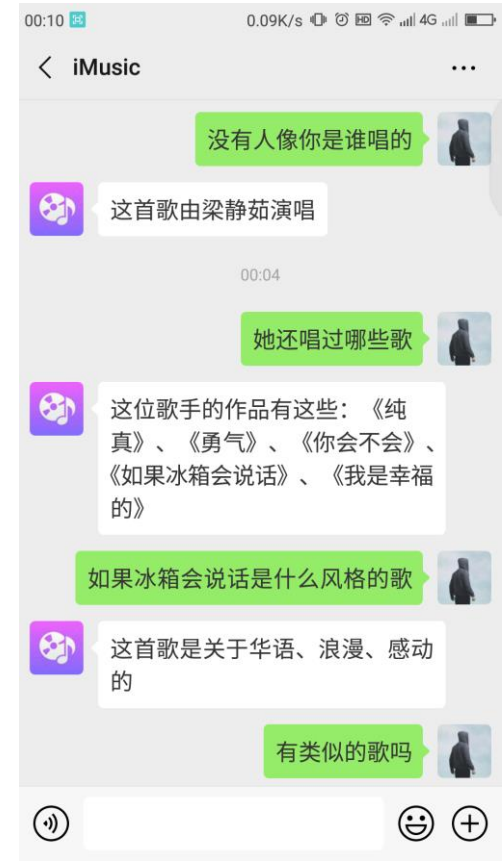 00:10 0.09K/s HD 4G
iMusic
没有人像你是谁唱的
这首歌由梁静茹演唱
00:04
她还唱过哪些歌
这位歌手的作品有这些：《纯
真》、《勇气》、《你会不会》、
《如果冰箱会说话》、《我是幸福
的》
如果冰箱会说话是什么风格的歌
这首歌是关于华语、浪漫、感动
的
有类似的歌吗